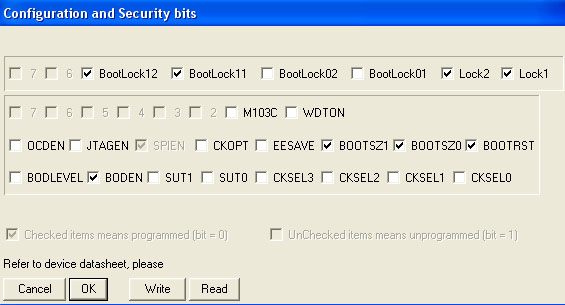 Configuration and Security bits
7 6 BootLock12 BootLock11 BootLock02 BootLock01 Lock2 Lock1
7 6 5 4 3 2 M103C WDTON
OCDEN JTAGEN SPIEN CKOPT EESAVE BOOTSZ1 BOOTSZ0 BOOTRST
BODLEVEL BODEN SUT1 SUT0 CKSEL3 CKSEL2 CKSEL1 CKSEL0
Checked items means programmed (bit = 0) UnChecked items means unprogrammed (bit = 1)
Refer to device datasheet, please
Cancel OK Write Read